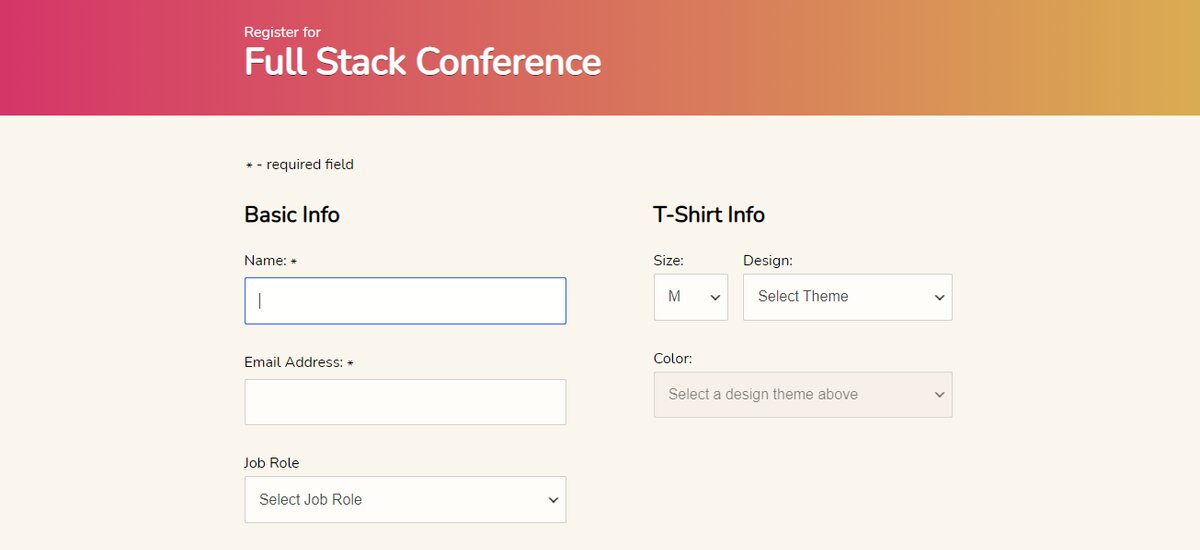 Register for
Full Stack Conference
* - required field
Basic Info
Name: *
Email Address: *
Job Role
Select Job Role
T-Shirt Info
Size:
M
Design:
Select Theme
Color:
Select a design theme above